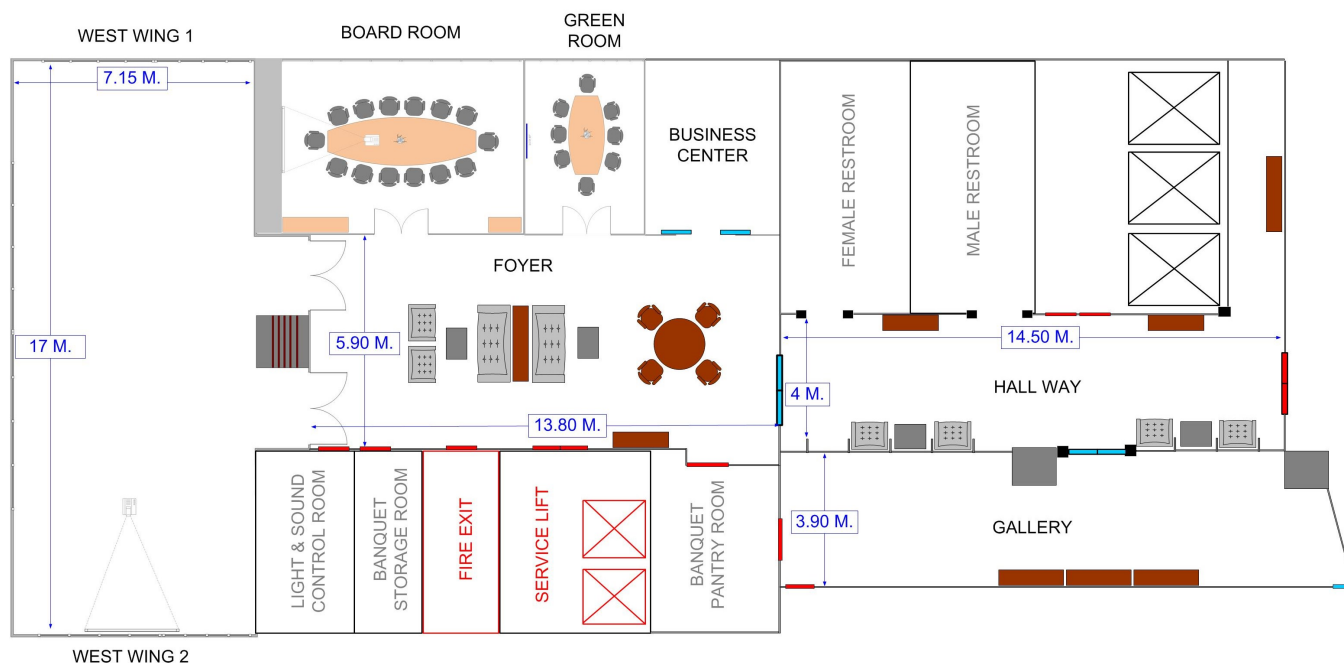 WEST WING 1
BOARD ROOM
GREEN
ROOM
7.15 M.
BUSINESS
CENTER
FEMALE RESTROOM
MALE RESTROOM
FOYER
17 M.
5.90 M.
14.50 M.
HALL WAY
4 M.
13.80 M.
LIGHT & SOUND
CONTROL ROOM
BANQUET
STORAGE ROOM
FIRE EXIT
SERVICE LIFT
BANQUET
PANTRY ROOM
3.90 M.
GALLERY
WEST WING 2